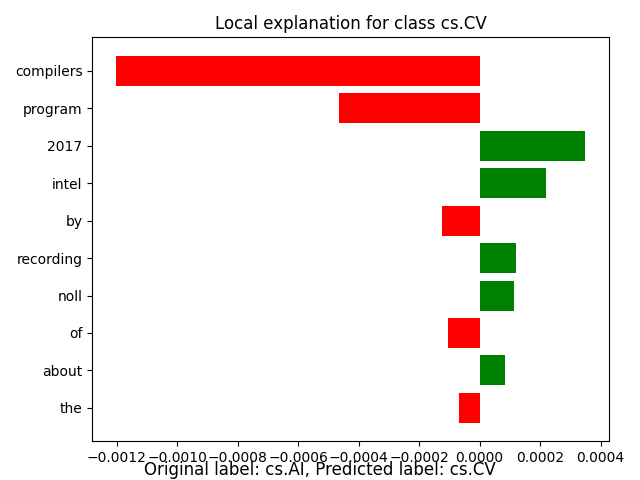 Local explanation for class cs.CV
compilers
program
2017
intel
by
recording
noll
of
about
the
−0.0012 −0.0010 −0.0008 −0.0006 −0.0004 −0.0002 0.0000 0.0002 0.0004
Original label: cs.AI, Predicted label: cs.CV